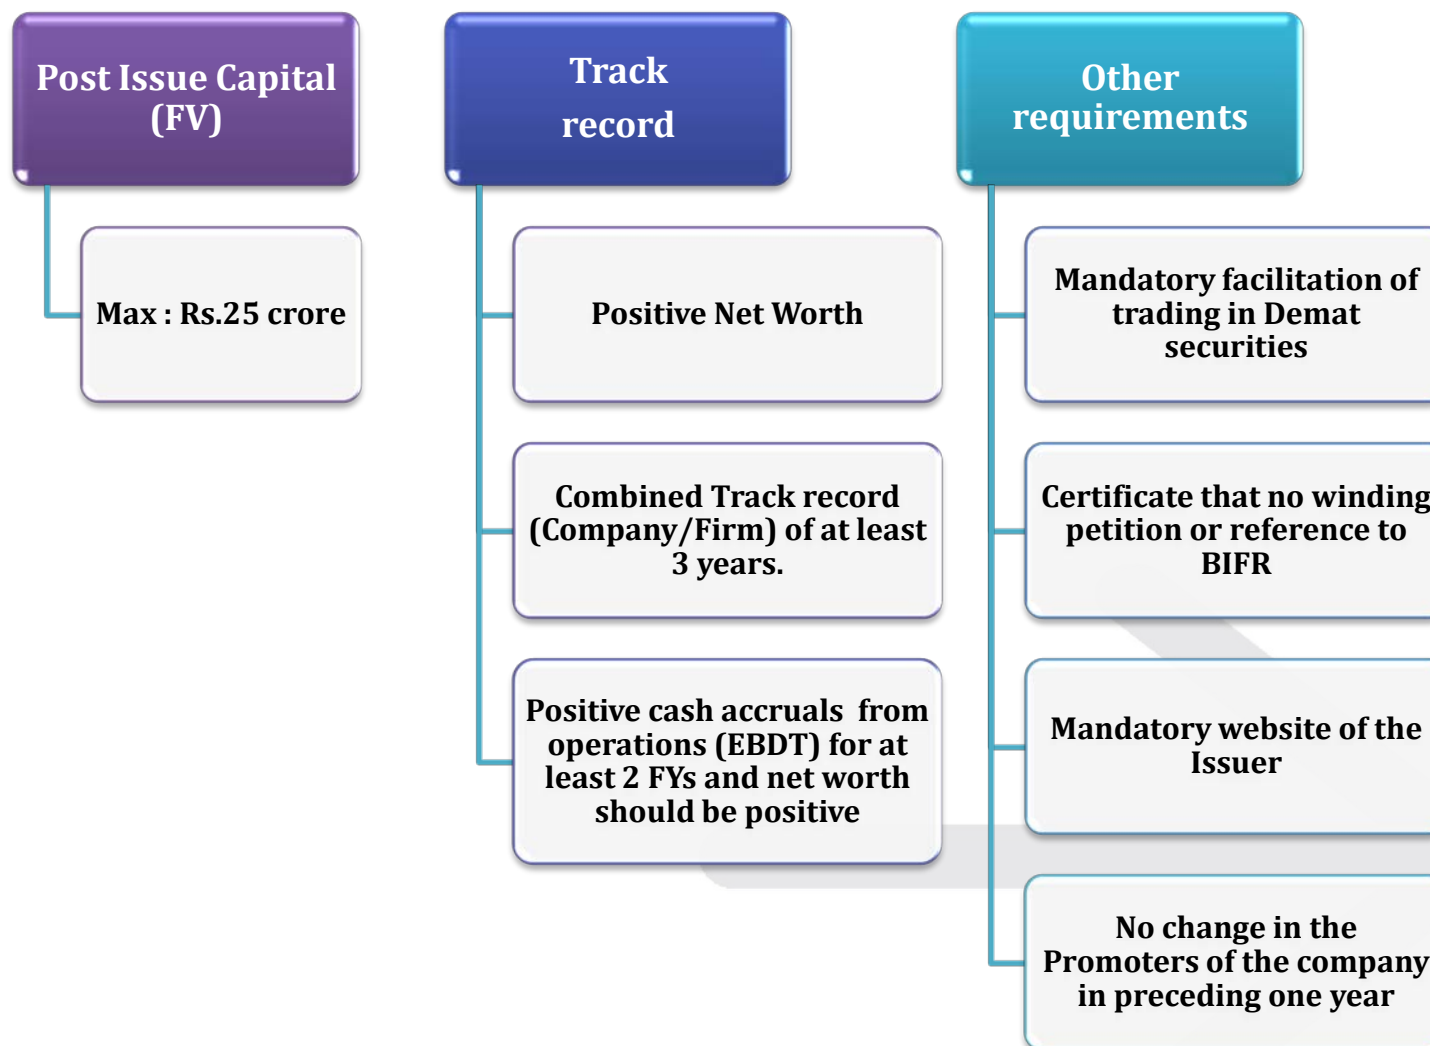 Post Issue Capital
(FV)
Max : Rs.25 crore
Track
record
Positive Net Worth
Combined Track record
(Company/Firm) of at least
3 years.
Positive cash accruals from
operations (EBDT) for at
least 2 FYs and net worth
should be positive
Other
requirements
Mandatory facilitation of
trading in Demat
securities
Certificate that no winding
petition or reference to
BIFR
Mandatory website of the
Issuer
No change in the
Promoters of the company
in preceding one year